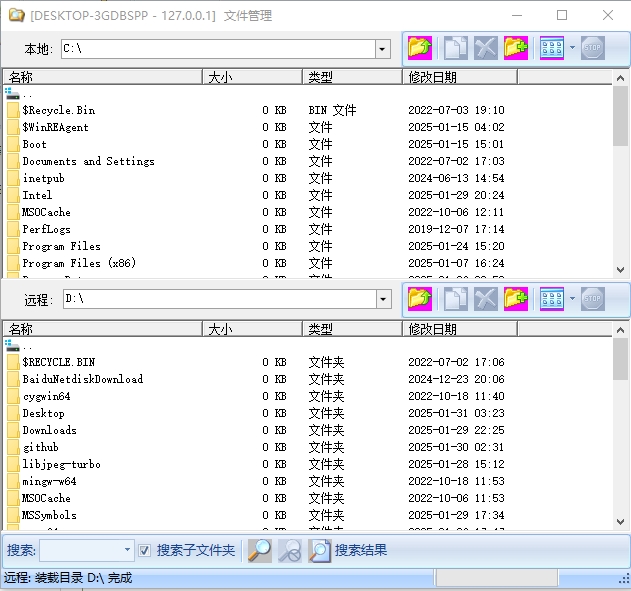 [DESKTOP-3GDBSPP - 127.0.0.1] 文件管理
本地: C:\
STOP
名称 大小 类型 修改日期
..
$Recycle.Bin 0 KB BIN 文件 2022-07-03 19:10
$WinREAgent 0 KB 文件 2025-01-15 04:02
Boot 0 KB 文件 2025-01-15 15:01
Documents and Settings 0 KB 文件 2022-07-02 17:03
inetpub 0 KB 文件 2024-06-13 14:54
Intel 0 KB 文件 2025-01-29 20:24
MSOCache 0 KB 文件 2022-10-06 12:11
PerfLogs 0 KB 文件 2019-12-07 17:14
Program Files 0 KB 文件 2025-01-24 15:20
Program Files (x86) 0 KB 文件 2025-01-07 16:24
远程: D:\
STOP
名称 大小 类型 修改日期
..
$RECYCLE.BIN 0 KB 文件夹 2022-07-02 17:06
BaiduNetdiskDownload 0 KB 文件夹 2024-12-23 20:06
cygwin64 0 KB 文件夹 2022-10-18 11:40
Desktop 0 KB 文件夹 2025-01-31 03:23
Downloads 0 KB 文件夹 2025-01-29 22:25
github 0 KB 文件夹 2025-01-30 02:31
libjpeg-turbo 0 KB 文件夹 2025-01-28 15:12
mingw-w64 0 KB 文件夹 2022-10-18 11:53
MSOCache 0 KB 文件夹 2022-10-06 11:53
MSSymbols 0 KB 文件夹 2025-01-29 17:34
搜索: 搜索子文件夹 搜索结果
远程: 装载目录 D:\ 完成